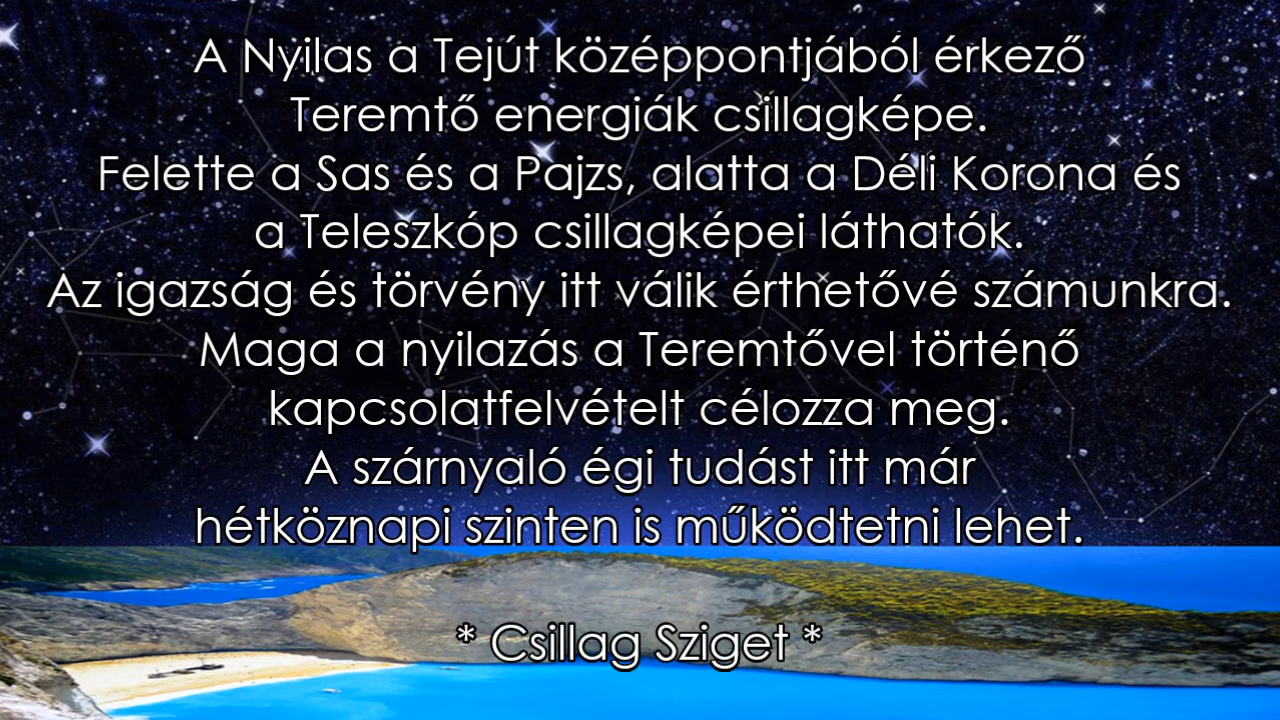 A Nyilas a Tejút középpontjából érkező
Teremtő energiák csillagképe.
Felette a Sas és a Pajzs, alatta a Déli Korona és
a Teleszkóp csillagképei láthatók.
Az igazság és törvény itt válik érthetővé számunkra.
Maga a nyilazás a Teremtővel történő
kapcsolatfelvételt célozza meg.
A szárnyaló égi tudást itt már
hétköznapi szinten is működtetni lehet.
* Csillag Sziget *